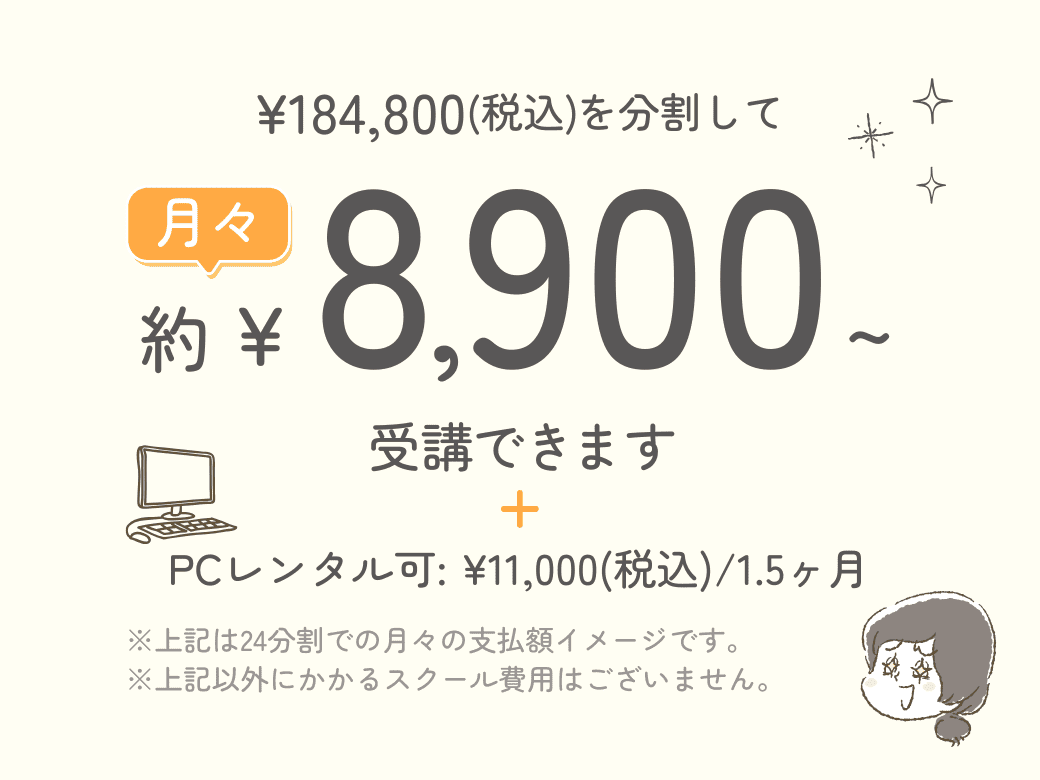 ¥184,800(税込)を分割して
月々
約 ¥ 8,900~
受講できます
+
PCレンタル可: ¥11,000(税込)/1.5ヶ月
※上記は24分割での月々の支払額イメージです。
※上記以外にかかるスクール費用はございません。